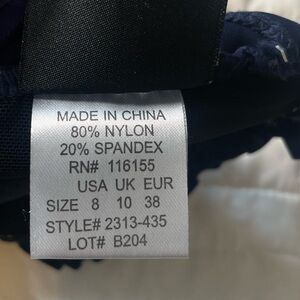 MADE IN CHINA
80% NYLON
20% SPANDEX
RN# 116155
USA UK EUR
SIZE 8 10 38
STYLE# 2313-435
LOT# B204